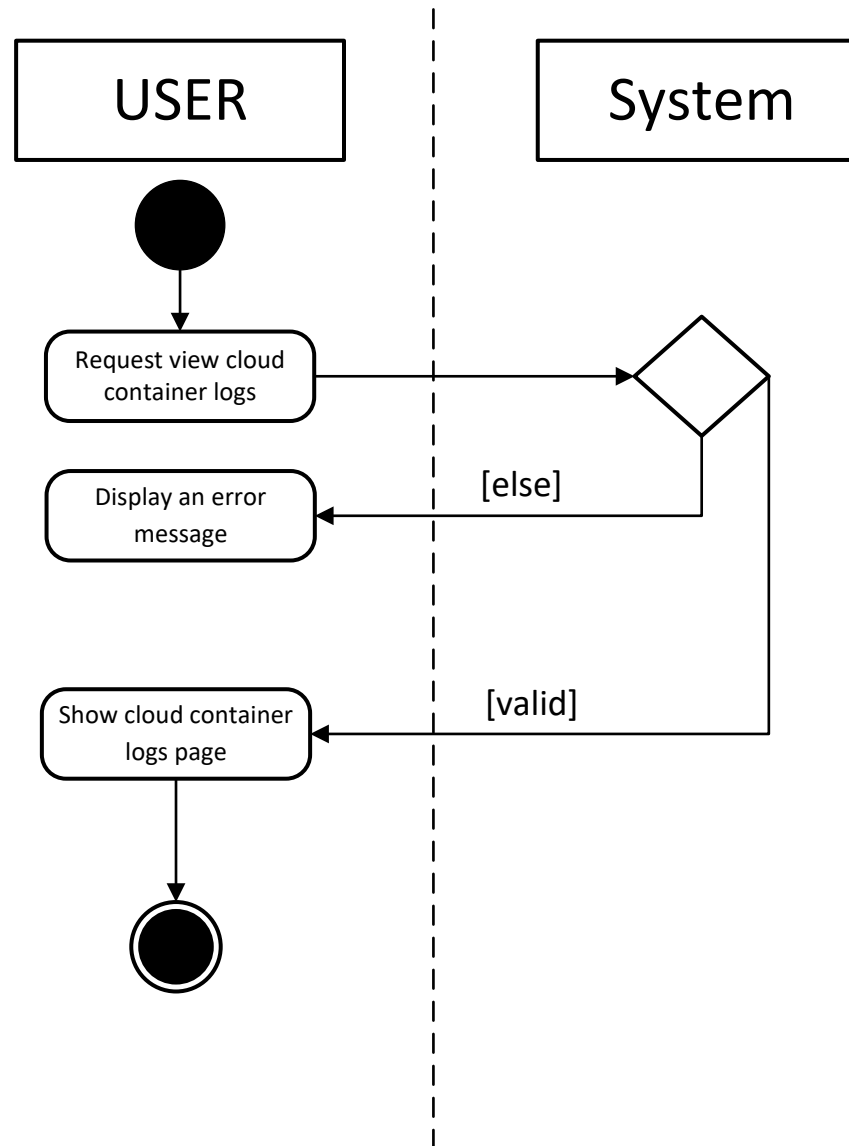 USER
System
Request view cloud
container logs
[else]
Display an error
message
[valid]
Show cloud container
logs page